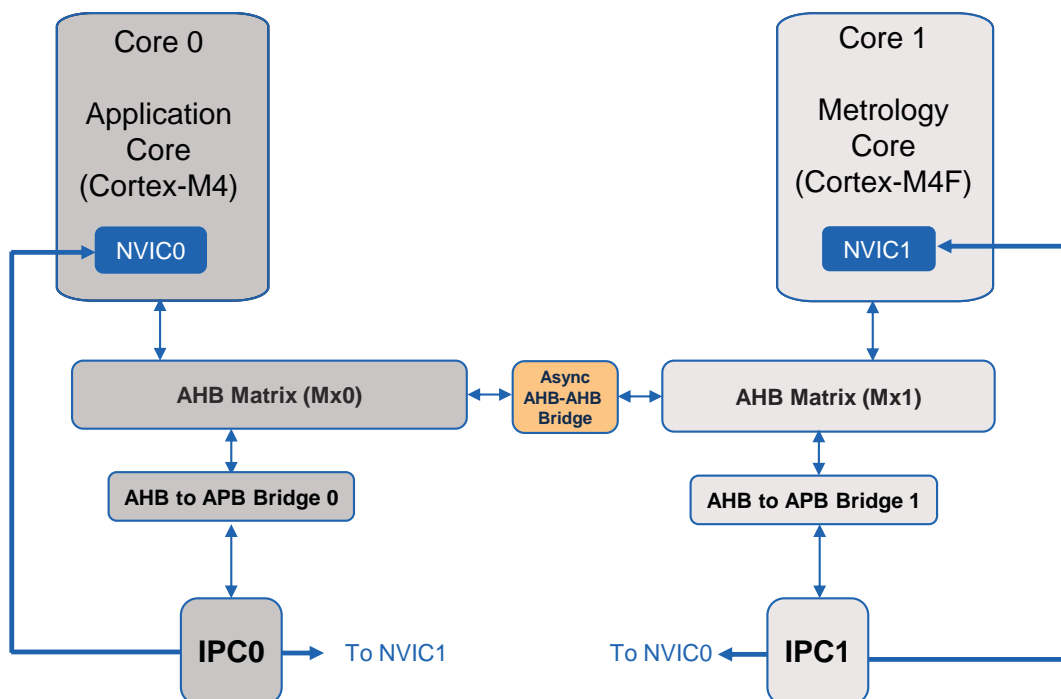 Core 0
Application
Core
(Cortex-M4)
NVIC0
Core 1
Metrology
Core
(Cortex-M4F)
NVIC1
AHB Matrix (Mx0)
Async
AHB-AHB
Bridge
AHB Matrix (Mx1)
AHB to APB Bridge 0
AHB to APB Bridge 1
IPC0
To NVIC1
To NVIC0
IPC1